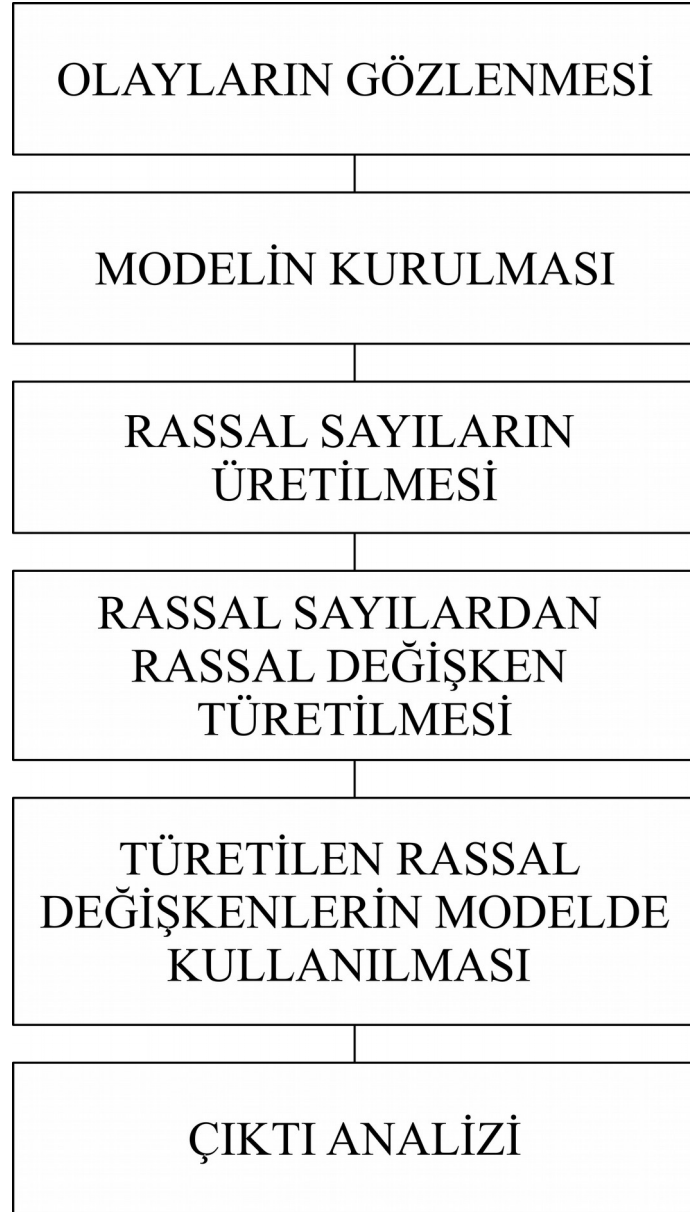 OLAYLARIN GÖZLENMESİ
MODELİN KURULMASI
RASSAL SAYILARIN
ÜRETİLMESİ
RASSAL SAYILARDAN
RASSAL DEĞİŞKEN
TÜRETİLMESİ
TÜRETİLEN RASSAL
DEĞİŞKENLERİN MODELDE
KULLANILMASI
ÇIKTI ANALİZİ